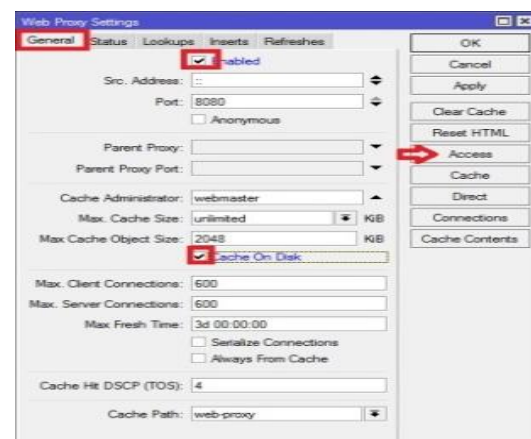 Web Proxy Settings
General Status Lookups Inserts Refreshes
Enabled
Src. Address: ::
Port: 8080
Anonymous
Parent Proxy:
Parent Proxy Port:
Cache Administrator: webmaster
Max. Cache Size: unlimited KiB
Max Cache Object Size: 2048 KiB
Cache On Disk
Max. Client Connections: 600
Max. Server Connections: 600
Max Fresh Time: 3d 00:00:00
Serialize Connections
Always From Cache
Cache Hit DSCP (TOS): 4
Cache Path: web-proxy
OK
Cancel
Apply
Clear Cache
Reset HTML
Access
Cache
Direct
Connections
Cache Contents